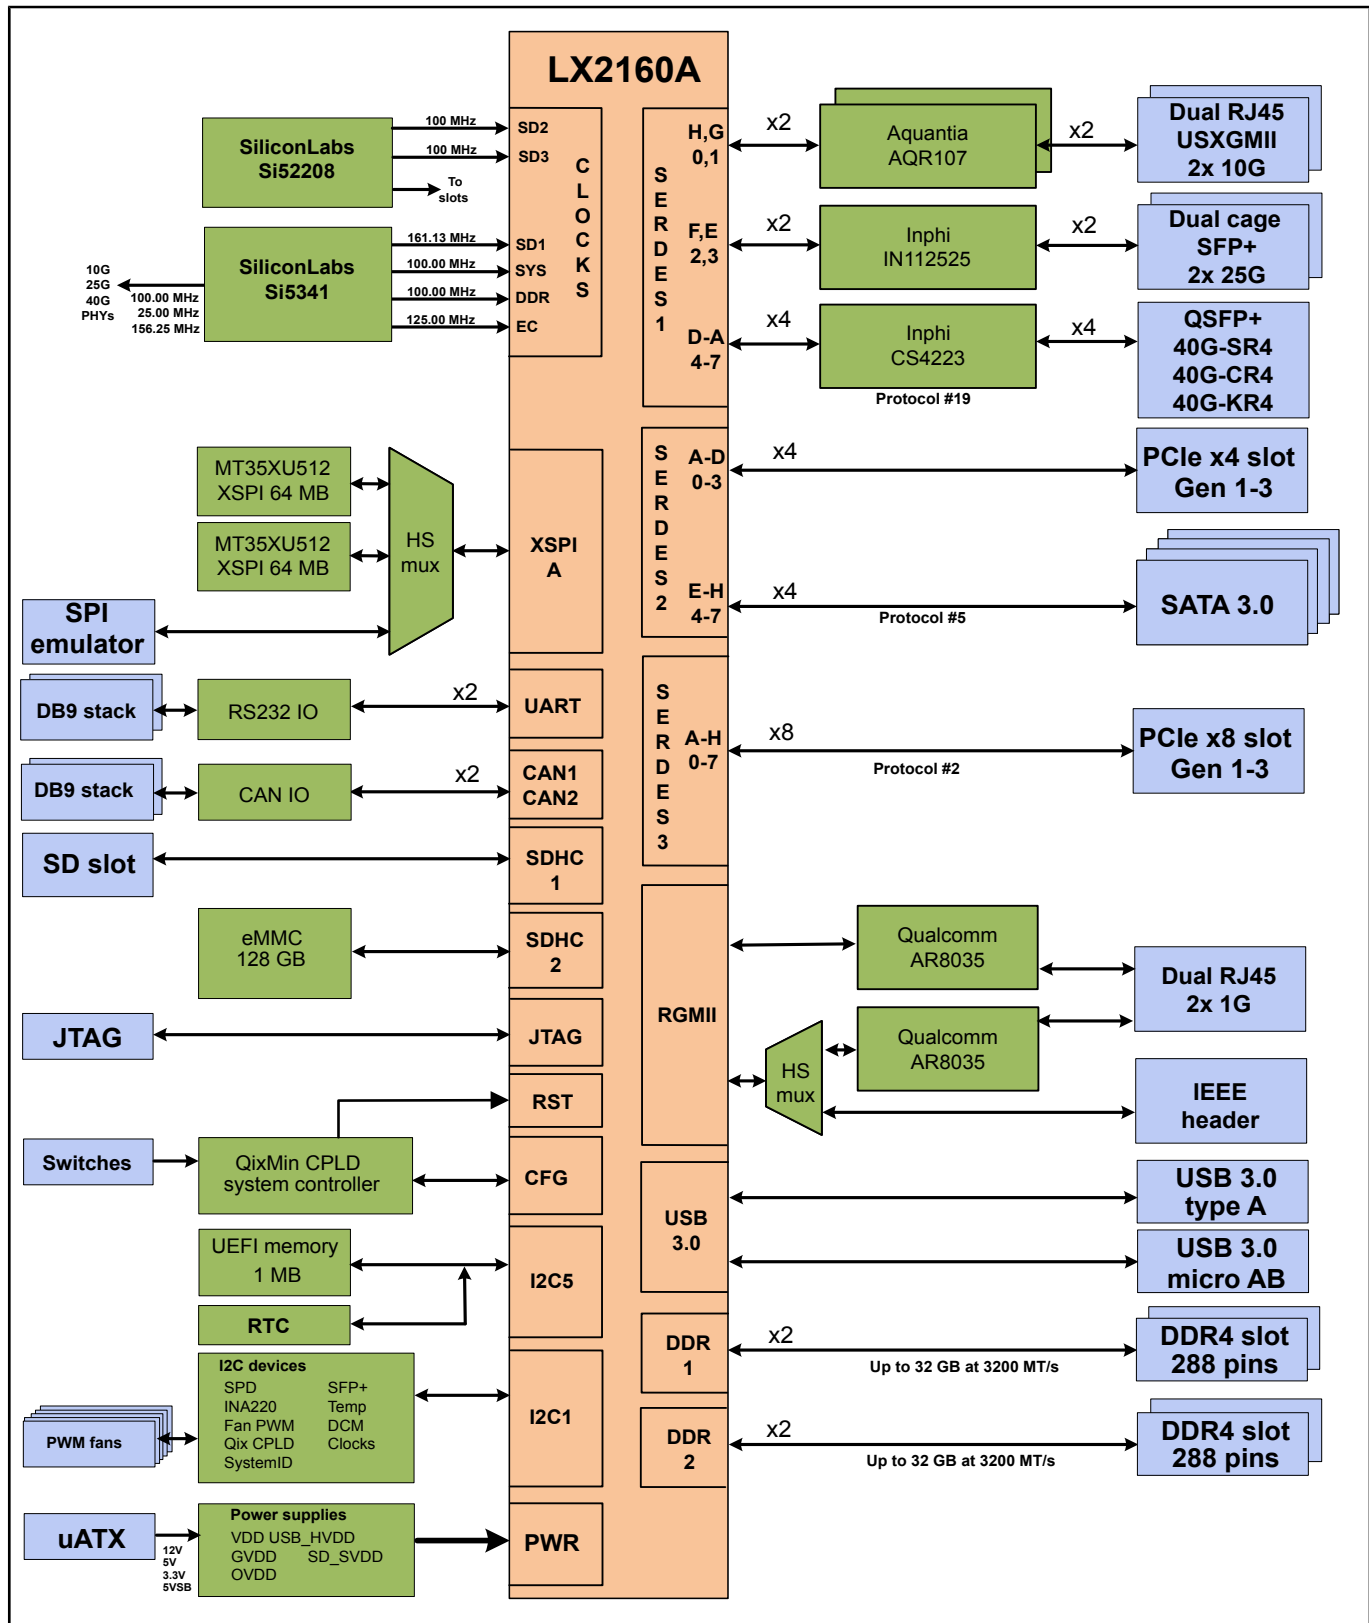 LX2160A
SiliconLabs
Si52208
100 MHz
100 MHz
To
slots
SD2
SD3
C
L
O
C
K
S
SiliconLabs
Si5341
161.13 MHz
100.00 MHz
100.00 MHz
125.00 MHz
SD1
SYS
DDR
EC
10G
25G
40G
PHYs
100.00 MHz
25.00 MHz
156.25 MHz
S
E
R
D
E
S
1
H,G
0,1
x2
Aquantia
AQR107
x2
Dual RJ45
USXGMII
2x 10G
F,E
2,3
x2
Inphi
IN112525
x2
Dual cage
SFP+
2x 25G
D-A
4-7
x4
Inphi
CS4223
Protocol #19
x4
QSFP+
40G-SR4
40G-CR4
40G-KR4
MT35XU512
XSPI 64 MB
MT35XU512
XSPI 64 MB
HS
mux
XSPI
A
SPI
emulator
S
E
R
D
E
S
2
A-D
0-3
x4
PCIe x4 slot
Gen 1-3
E-H
4-7
x4
Protocol #5
SATA 3.0
DB9 stack
RS232 IO
x2
UART
DB9 stack
CAN IO
x2
CAN1
CAN2
S
E
R
D
E
S
3
A-H
0-7
x8
Protocol #2
PCIe x8 slot
Gen 1-3
SD slot
SDHC
1
eMMC
128 GB
SDHC
2
JTAG
JTAG
RST
Switches
QixMin CPLD
system controller
CFG
RGMII
Qualcomm
AR8035
Qualcomm
AR8035
HS
mux
Dual RJ45
2x 1G
IEEE
header
UEFI memory
1 MB
RTC
I2C5
USB
3.0
USB 3.0
type A
USB 3.0
micro AB
I2C devices
SPD SFP+
INA220 Temp
Fan PWM DCM
Qix CPLD Clocks
SystemID
PWM fans
I2C1
DDR
1
x2
Up to 32 GB at 3200 MT/s
DDR4 slot
288 pins
DDR
2
x2
Up to 32 GB at 3200 MT/s
DDR4 slot
288 pins
uATX
12V
5V
3.3V
5VSB
Power supplies
VDD USB_HVDD
GVDD SD_SVDD
OVDD
PWR